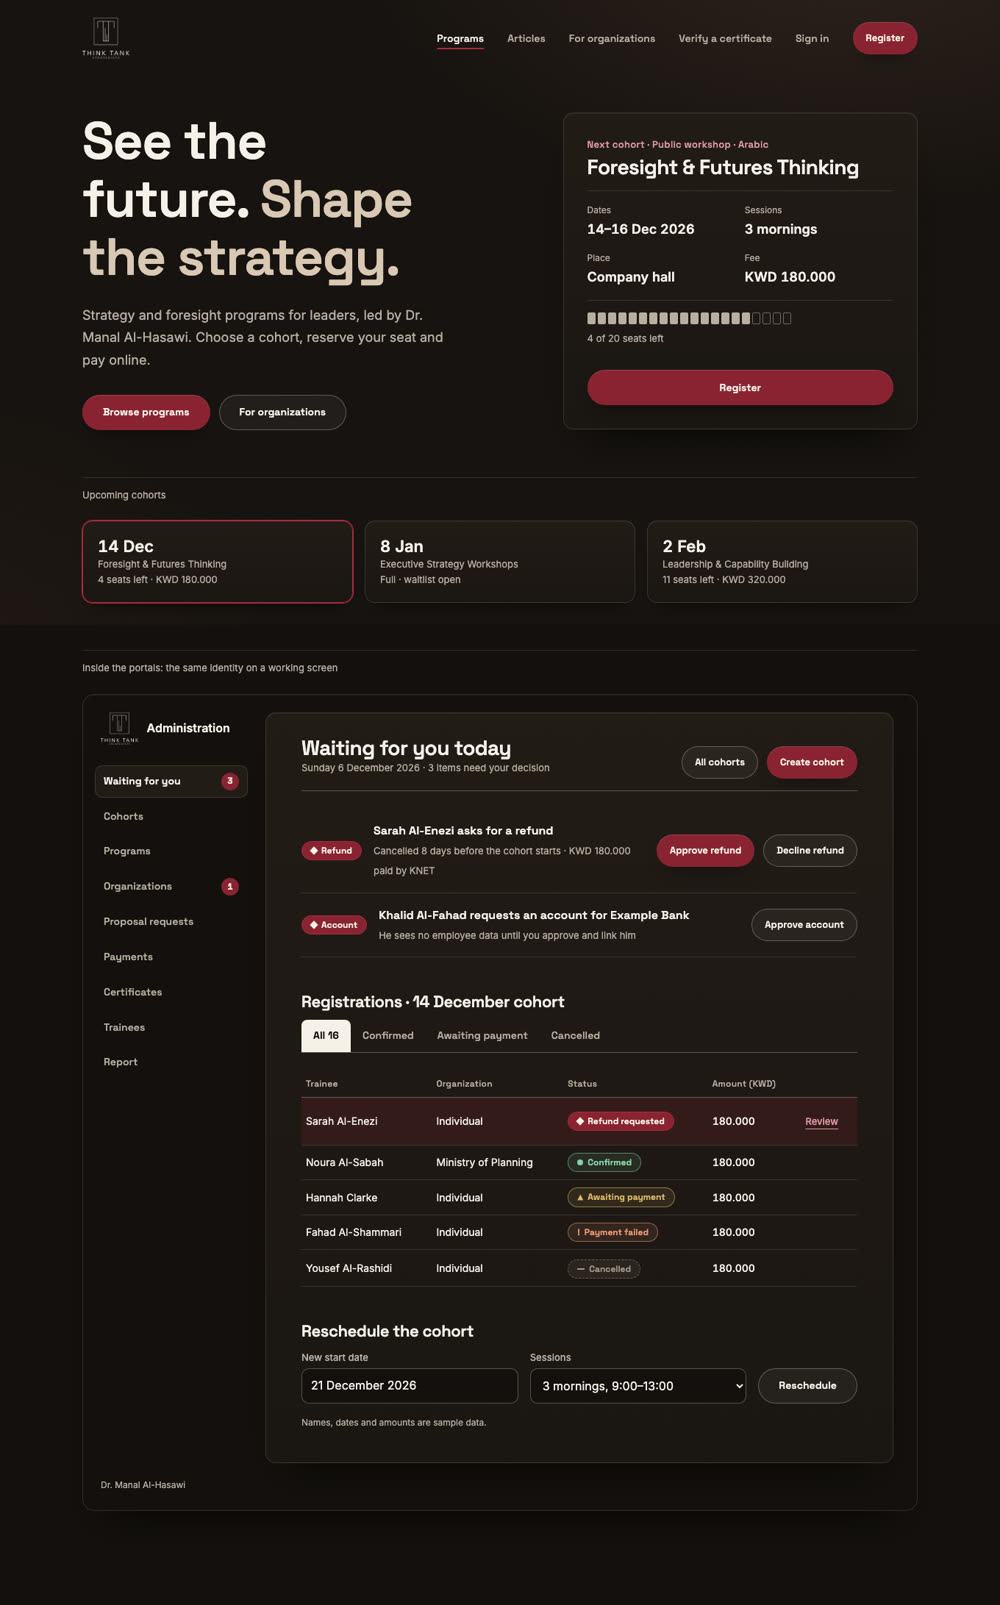 THINK TANK
Programs
Articles
For organizations
Verify a certificate
Sign in
Register
See the
future. Shape
the strategy.
Strategy and foresight programs for leaders, led by Dr.
Manal Al-Hasawi. Choose a cohort, reserve your seat and
pay online.
Browse programs
For organizations
Next cohort · Public workshop · Arabic
Foresight & Futures Thinking
Dates
Sessions
14–16 Dec 2026
3 mornings
Place
Fee
Company hall
KWD 180.000
4 of 20 seats left
Register
Upcoming cohorts
14 Dec
Foresight & Futures Thinking
4 seats left · KWD 180.000
8 Jan
Executive Strategy Workshops
Full · waitlist open
2 Feb
Leadership & Capability Building
11 seats left · KWD 320.000
Inside the portals: the same identity on a working screen
THINK TANK
Administration
Waiting for you 3
Cohorts
Programs
Organizations 1
Proposal requests
Payments
Certificates
Trainees
Report
Dr. Manal Al-Hasawi
Waiting for you today
Sunday 6 December 2026 · 3 items need your decision
All cohorts
Create cohort
◆ Refund
Sarah Al-Enezi asks for a refund
Cancelled 8 days before the cohort starts · KWD 180.000
paid by KNET
Approve refund
Decline refund
◆ Account
Khalid Al-Fahad requests an account for Example Bank
He sees no employee data until you approve and link him
Approve account
Registrations · 14 December cohort
All 16
Confirmed
Awaiting payment
Cancelled
Trainee Organization Status Amount (KWD)
Sarah Al-Enezi Individual ◆ Refund requested 180.000 Review
Noura Al-Sabah Ministry of Planning ● Confirmed 180.000
Hannah Clarke Individual ▲ Awaiting payment 180.000
Fahad Al-Shammari Individual ! Payment failed 180.000
Yousef Al-Rashidi Individual — Cancelled 180.000
Reschedule the cohort
New start date
Sessions
21 December 2026
3 mornings, 9:00–13:00
Reschedule
Names, dates and amounts are sample data.